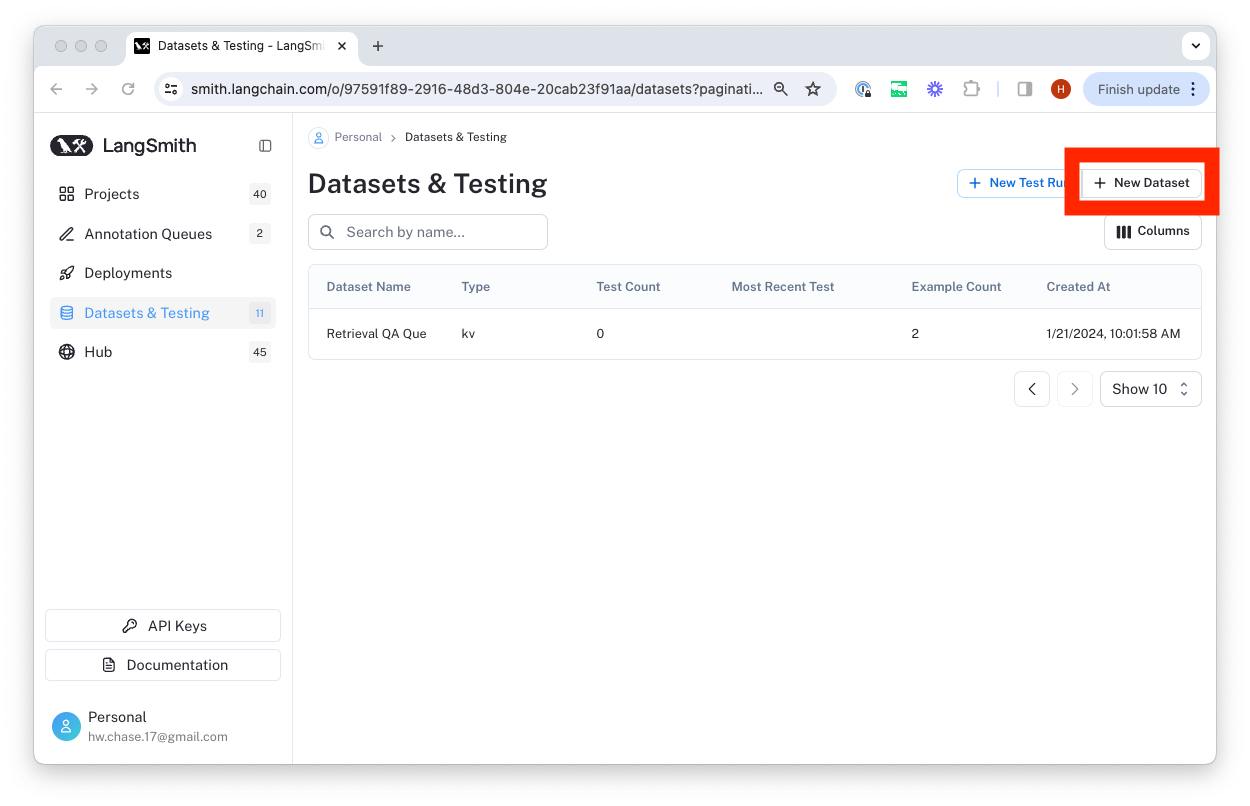 Datasets & Testing - LangSmi
smith.langchain.com/o/97591f89-2916-48d3-804e-20cab23f91aa/datasets?paginati...
H
Finish update
LangSmith
Personal
Datasets & Testing
Projects 40
Annotation Queues 2
Deployments
Datasets & Testing 11
Hub 45
Datasets & Testing
New Test Ru
New Dataset
Search by name...
Columns
Dataset Name Type Test Count Most Recent Test Example Count Created At
Retrieval QA Que kv 0 2 1/21/2024, 10:01:58 AM
Show 10
API Keys
Documentation
Personal
hw.chase.17@gmail.com